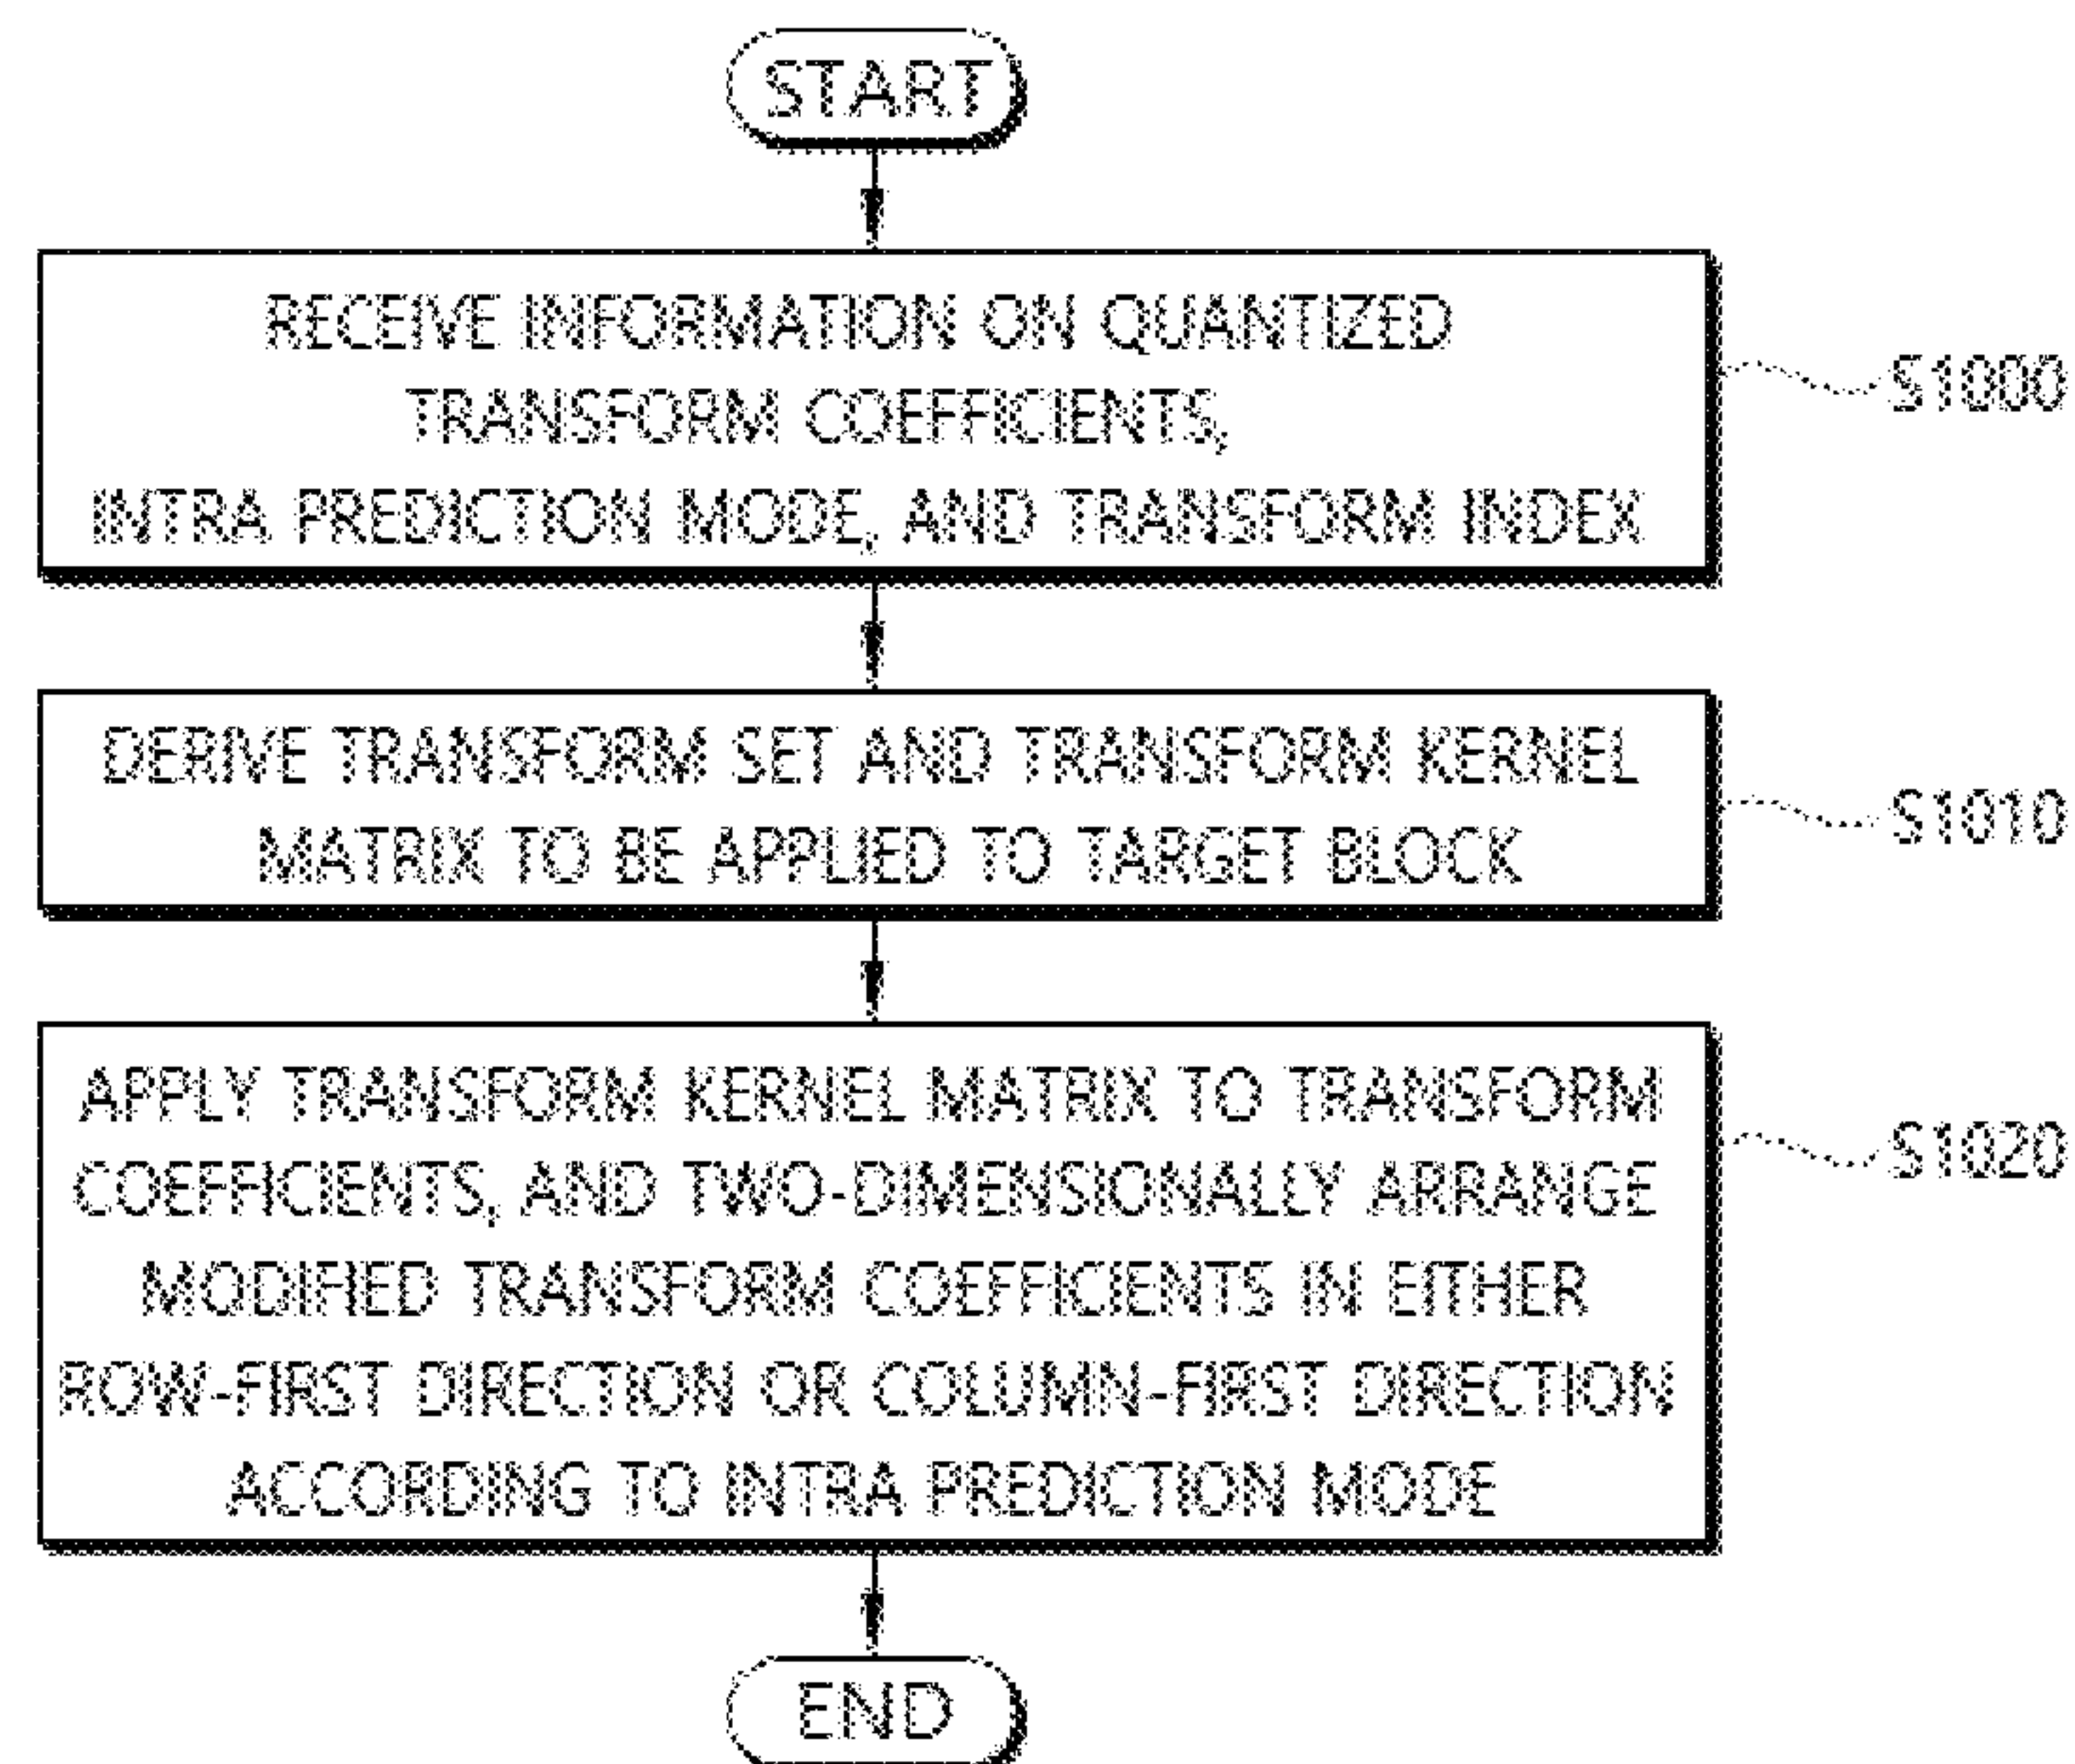 START
RECEIVE INFORMATION ON QUANTIZED
TRANSFORM COEFFICIENTS,
INTRA PREDICTION MODE, AND TRANSFORM INDEX
S1000
DERIVE TRANSFORM SET AND TRANSFORM KERNEL
MATRIX TO BE APPLIED TO TARGET BLOCK
S1010
APPLY TRANSFORM KERNEL MATRIX TO TRANSFORM
COEFFICIENTS, AND TWO-DIMENSIONALLY ARRANGE
MODIFIED TRANSFORM COEFFICIENTS IN EITHER
ROW-FIRST DIRECTION OR COLUMN-FIRST DIRECTION
ACCORDING TO INTRA PREDICTION MODE
S1020
END